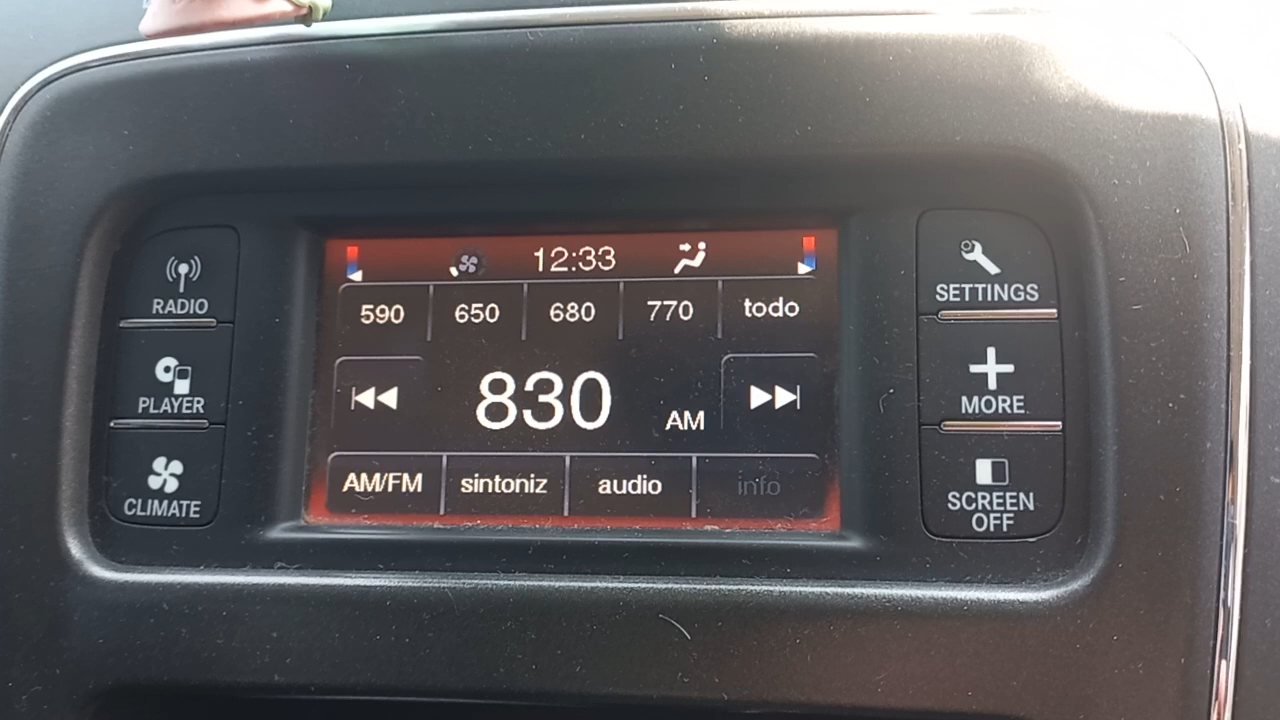 12:33
590 650 680 770 todo
830 AM
AM/FM sintoniz audio info
RADIO
PLAYER
CLIMATE
SETTINGS
MORE
SCREEN
OFF